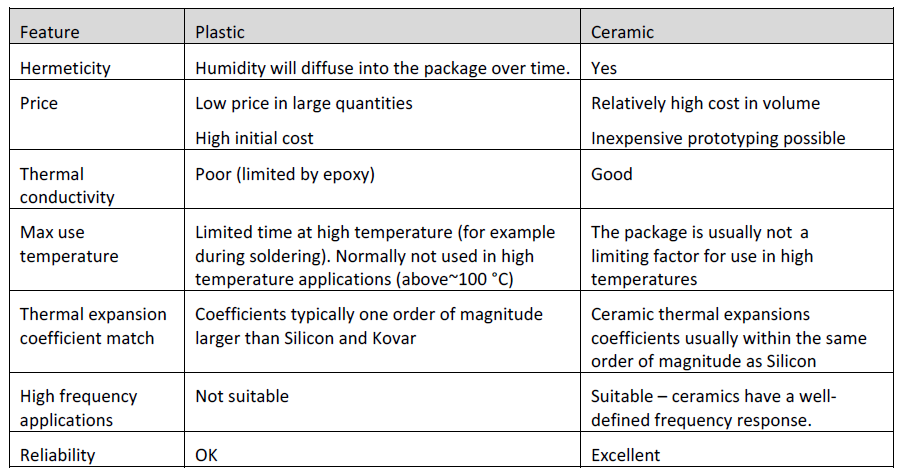 Feature Plastic Ceramic
Hermeticity Humidity will diffuse into the package over time. Yes
Price Low price in large quantities Relatively high cost in volume
High initial cost Inexpensive prototyping possible
Thermal Poor (limited by epoxy) Good
conductivity
Max use Limited time at high temperature (for example The package is usually not a
temperature during soldering). Normally not used in high limiting factor for use in high
temperature applications (above~100 °C) temperatures
Thermal expansion Coefficients typically one order of magnitude Ceramic thermal expansions
coefficient match larger than Silicon and Kovar coefficients usually within the same
order of magnitude as Silicon
High frequency Not suitable Suitable – ceramics have a well-
applications defined frequency response.
Reliability OK Excellent